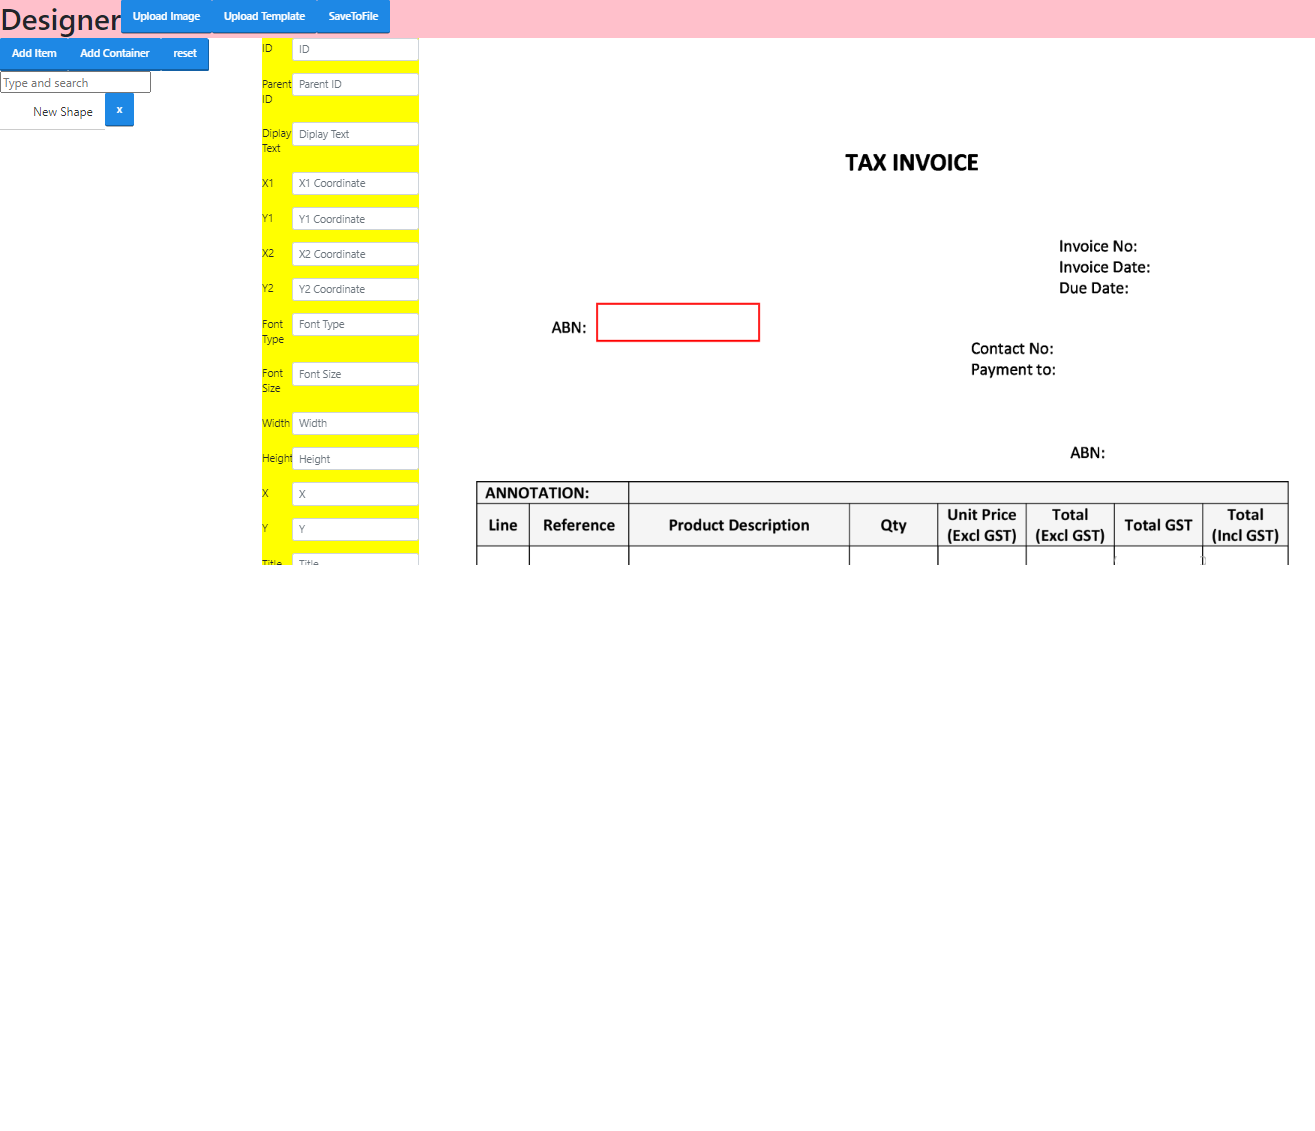 Designer Upload Image Upload Template SaveToFile
Add Item Add Container reset
Type and search
New Shape x
ID ID
Parent ID Parent ID
Diplay Text Diplay Text
X1 X1 Coordinate
Y1 Y1 Coordinate
X2 X2 Coordinate
Y2 Y2 Coordinate
Font Type Font Type
Font Size Font Size
Width Width
Height Height
X X
Y Y
Title Title
TAX INVOICE
Invoice No:
Invoice Date:
Due Date:
ABN:
Contact No:
Payment to:
ABN:
ANNOTATION:
Line Reference Product Description Qty Unit Price (Excl GST) Total (Excl GST) Total GST Total (Incl GST)